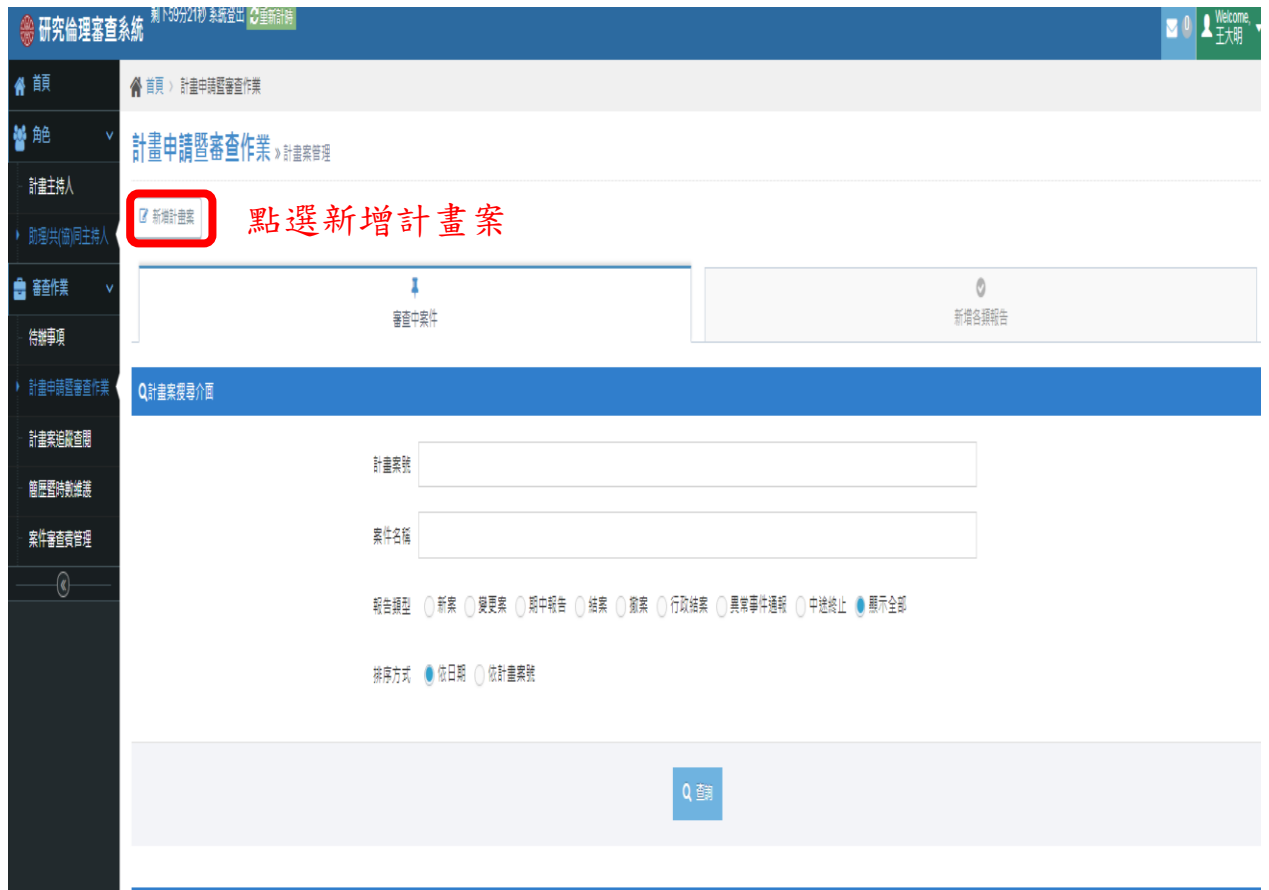 研究倫理審查系統
剩下59分21秒 系統登出 重新計時
0
Welcome,
王大明
首頁
角色
計畫主持人
助理/共(協)同主持人
審查作業
待辦事項
計畫申請暨審查作業
計畫案追蹤查閱
簡歷暨時數維護
案件審查費管理
首頁 › 計畫申請暨審查作業
計畫申請暨審查作業 » 計畫案管理
新增計畫案
點選新增計畫案
審查中案件
新增各類報告
計畫案搜尋介面
計畫案號
案件名稱
報告類型 新案 變更案 期中報告 結案 撤案 行政結案 異常事件通報 中途終止 顯示全部
排序方式 依日期 依計畫案號
查詢